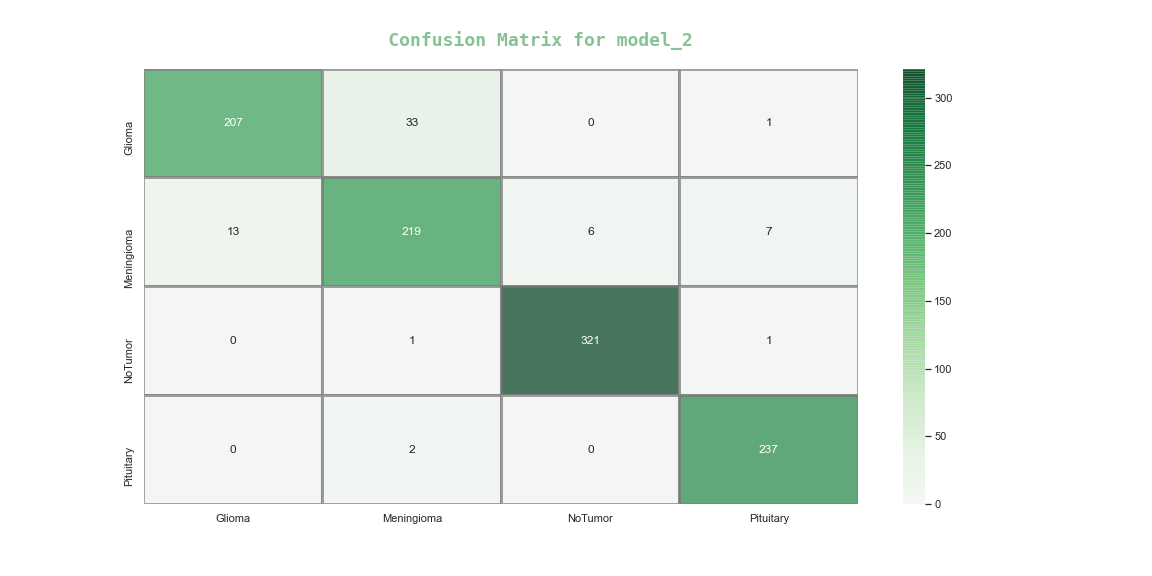 Confusion Matrix for model_2
Glioma 207 33 0 1
Meningioma 13 219 6 7
NoTumor 0 1 321 1
Pituitary 0 2 0 237
Glioma Meningioma NoTumor Pituitary
300
250
200
150
100
50
0